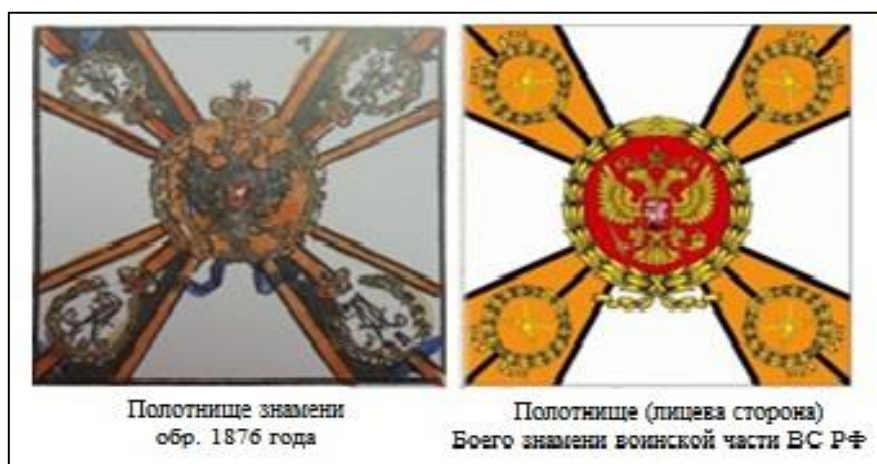 Полотнище знамени
обр. 1876 года
Полотнище (лицева сторона)
Боего знамени воинской части ВС РФ